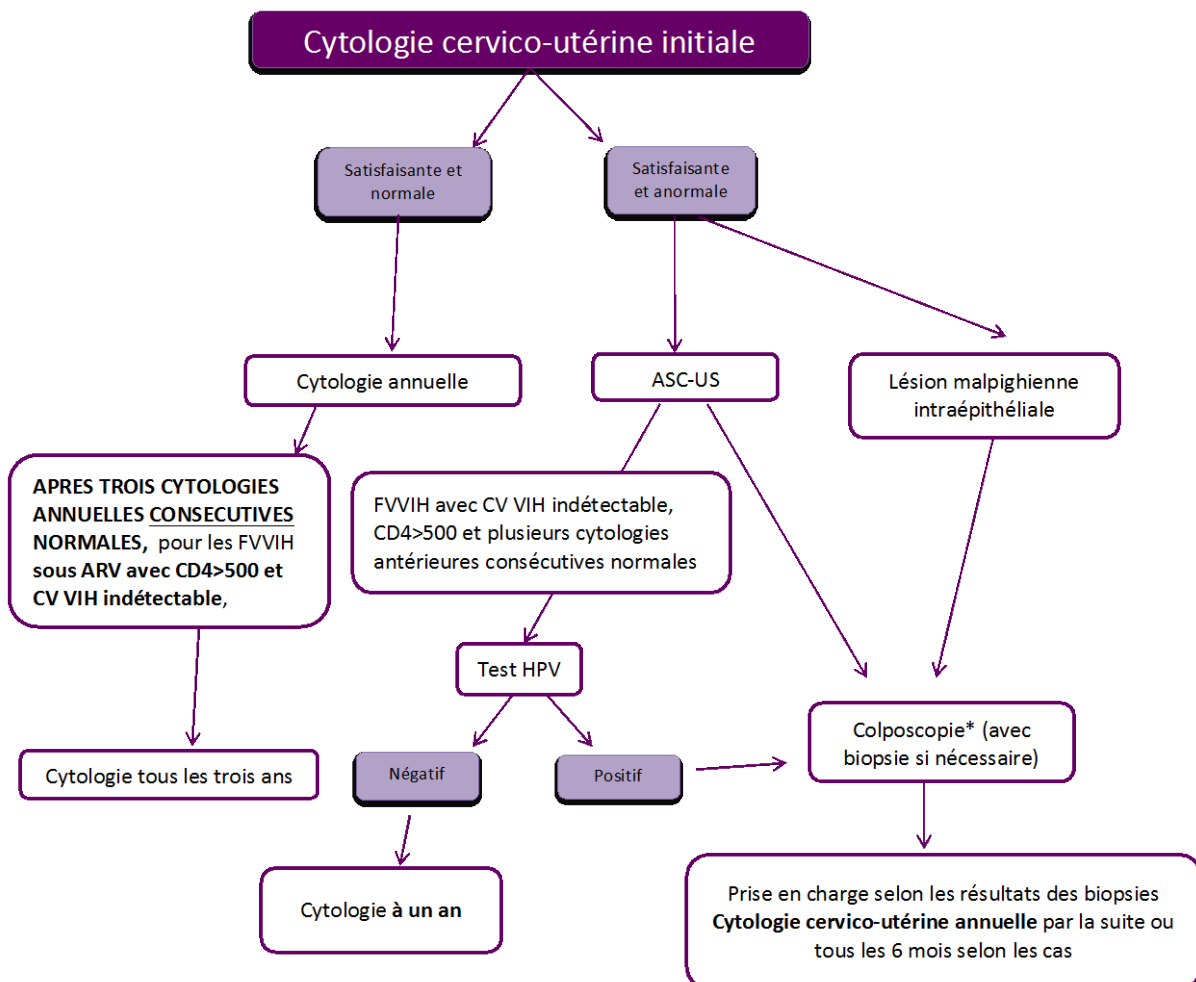 Cytologie cervico-utérine initiale
Satisfaisante et
normale
Satisfaisante
et anormale
Cytologie annuelle
ASC-US
Lésion malpighienne
intraépithéliale
APRES TROIS CYTOLOGIES
ANNUELLES CONSECUTIVES
NORMALES, pour les FVVIH
sous ARV avec CD4>500 et
CV VIH indétectable,
FVVIH avec CV VIH indétectable,
CD4>500 et plusieurs cytologies
antérieures consécutives normales
Test HPV
Colposcopie* (avec
biopsie si nécessaire)
Cytologie tous les trois ans
Négatif
Positif
Cytologie à un an
Prise en charge selon les résultats des biopsies
Cytologie cervico-utérine annuelle par la suite ou
tous les 6 mois selon les cas